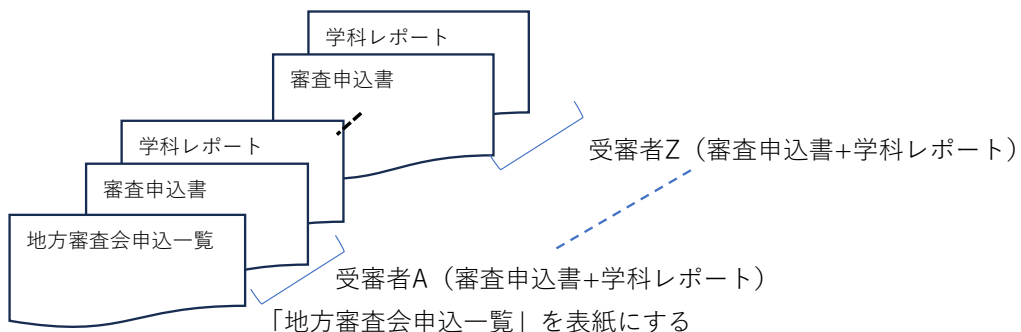 学科レポート
審査申込書
学科レポート
審査申込書
地方審査会申込一覧
受審者Z（審査申込書+学科レポート）
受審者A（審査申込書+学科レポート）
「地方審査会申込一覧」を表紙にする